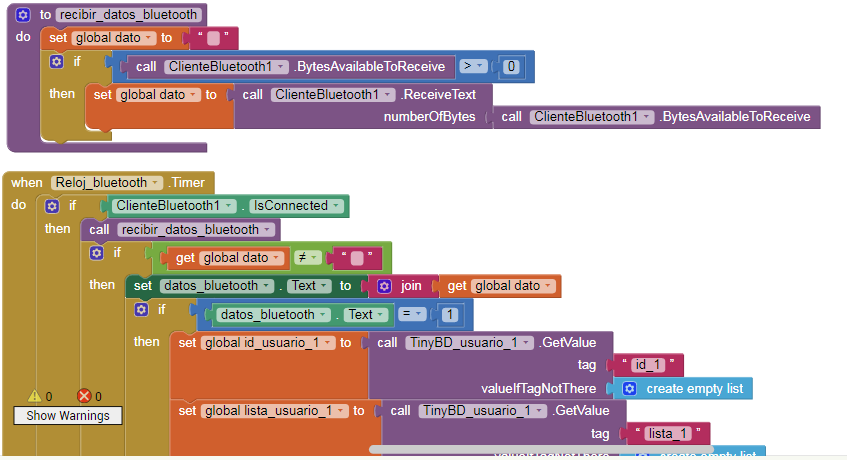 to recibir_datos_bluetooth
do set global dato to “ ”
if call ClienteBluetooth1 .BytesAvailableToReceive > 0
then set global dato to call ClienteBluetooth1 .ReceiveText
numberOfBytes call ClienteBluetooth1 .BytesAvailableToReceive
when Reloj_bluetooth .Timer
do if ClienteBluetooth1 . IsConnected
then call recibir_datos_bluetooth
if get global dato ≠ “ ”
then set datos_bluetooth . Text to join get global dato
if datos_bluetooth . Text = 1
then set global id_usuario_1 to call TinyBD_usuario_1 .GetValue
tag “ id_1 ”
valueIfTagNotThere create empty list
set global lista_usuario_1 to call TinyBD_usuario_1 .GetValue
tag “ lista_1 ”
valueIfTagNotThere create empty list
0 0
Show Warnings